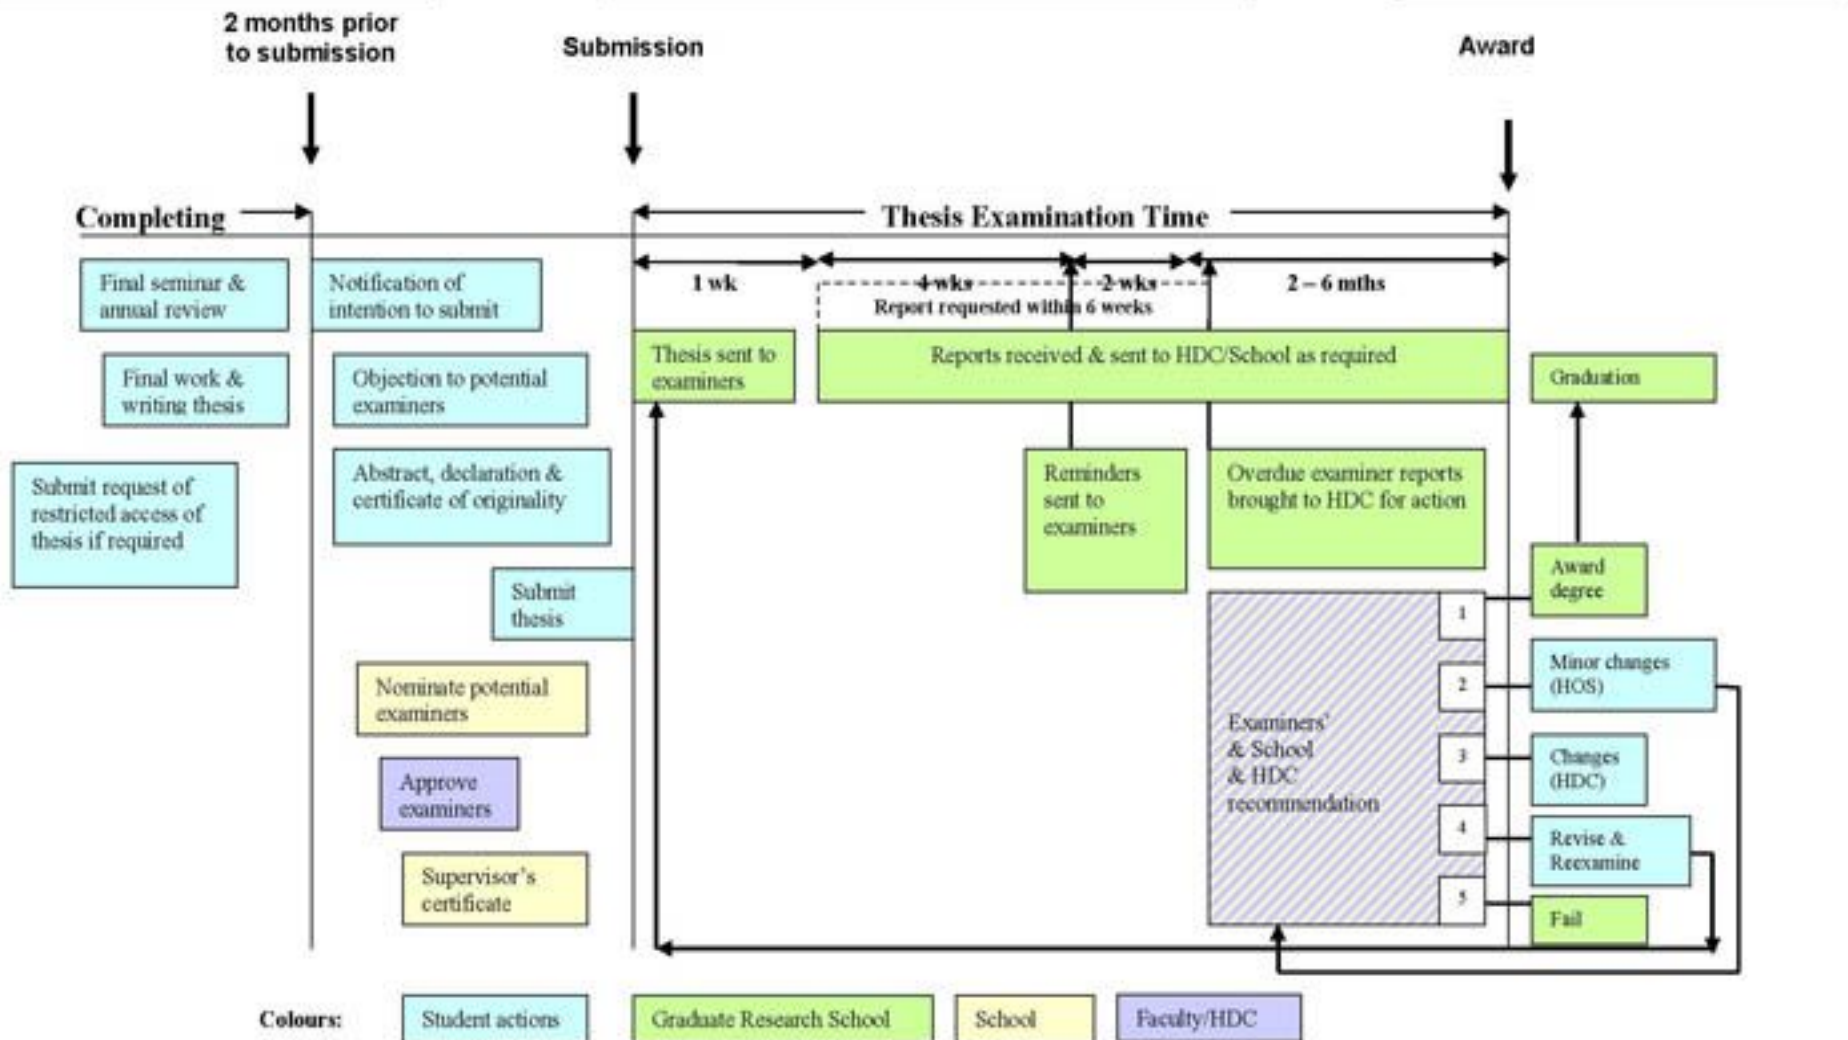 2 months prior
to submission
Submission
Award
Completing
Thesis Examination Time
Final seminar &
annual review
Notification of
intention to submit
1 wk
4 wks
2 wks
2 – 6 mths
Report requested within 6 weeks
Final work &
writing thesis
Objection to potential
examiners
Thesis sent to
examiners
Reports received & sent to HDC/School as required
Graduation
Submit request of
restricted access of
thesis if required
Abstract, declaration &
certificate of originality
Reminders
sent to
examiners
Overdue examiner reports
brought to HDC for action
Submit
thesis
Award
degree
Nominate potential
examiners
Approve
examiners
Supervisor's
certificate
Examiners'
& School
& HDC
recommendation
1
2
3
4
5
Minor changes
(HOS)
Changes
(HDC)
Revise &
Reexamine
Fail
Colours:
Student actions
Graduate Research School
School
Faculty/HDC